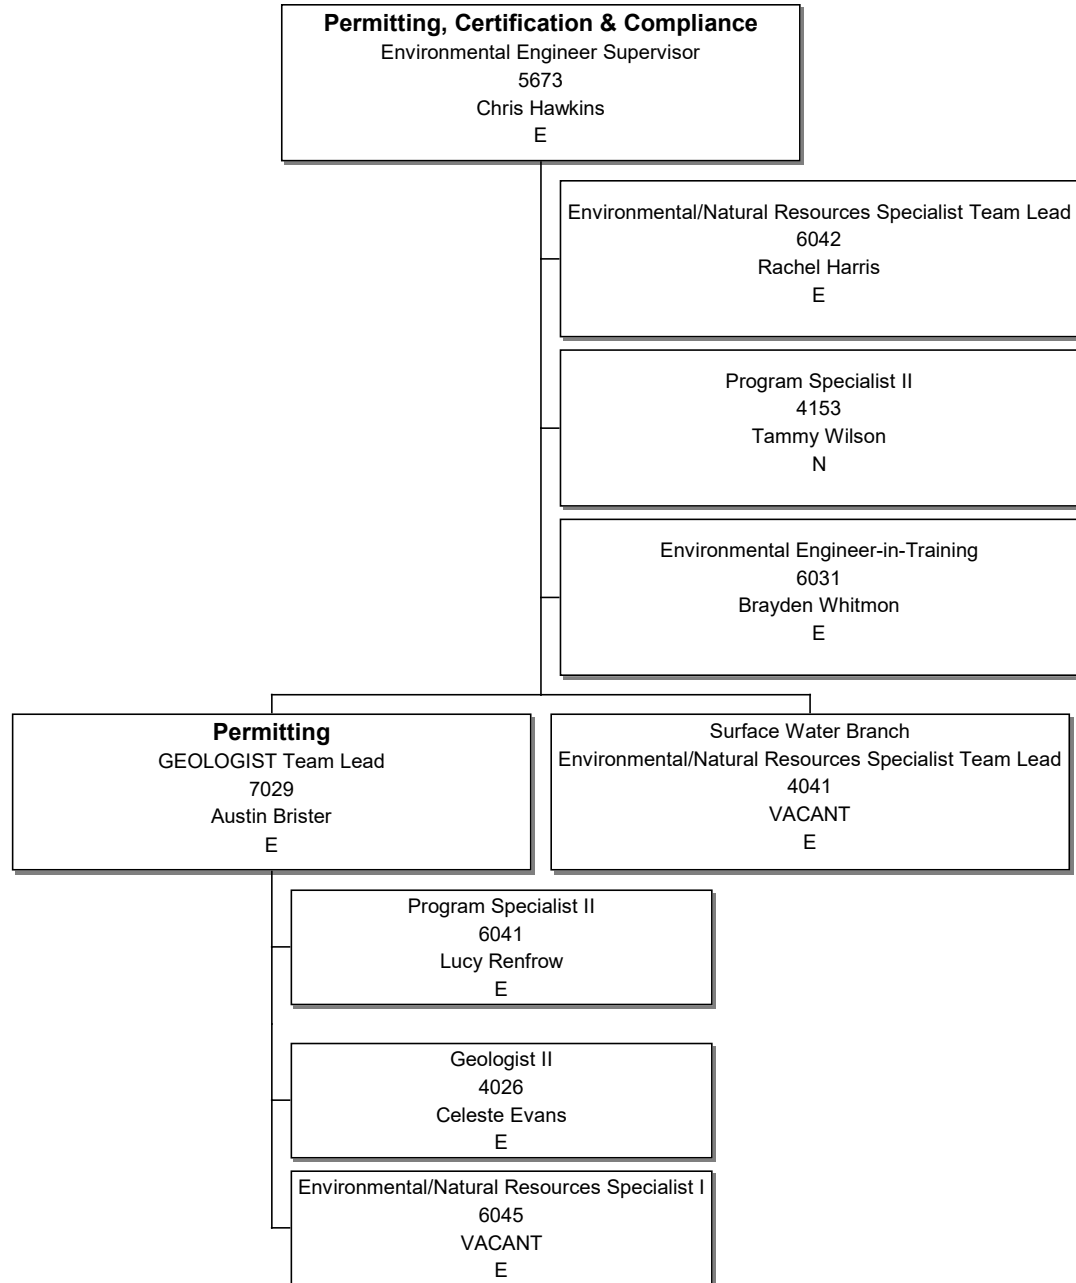 Permitting, Certification & Compliance
Environmental Engineer Supervisor
5673
Chris Hawkins
E
Environmental/Natural Resources Specialist Team Lead
6042
Rachel Harris
E
Program Specialist II
4153
Tammy Wilson
N
Environmental Engineer-in-Training
6031
Brayden Whitmon
E
Permitting
GEOLOGIST Team Lead
7029
Austin Brister
E
Surface Water Branch
Environmental/Natural Resources Specialist Team Lead
4041
VACANT
E
Program Specialist II
6041
Lucy Renfrow
E
Geologist II
4026
Celeste Evans
E
Environmental/Natural Resources Specialist I
6045
VACANT
E